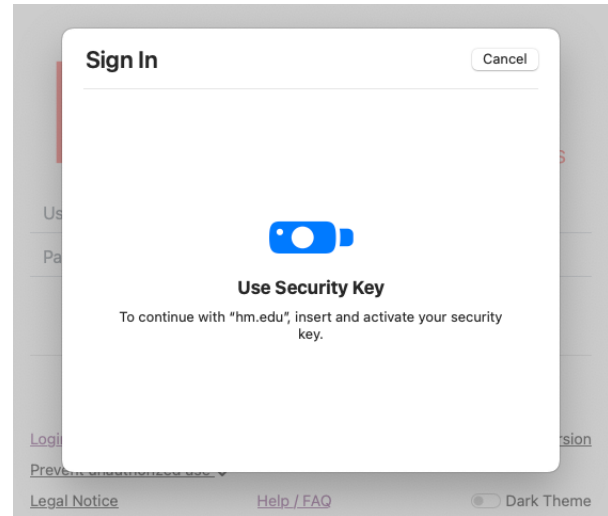 Sign In
Cancel
Use Security Key
To continue with “hm.edu”, insert and activate your security
key.
Legal Notice
Help / FAQ
Dark Theme